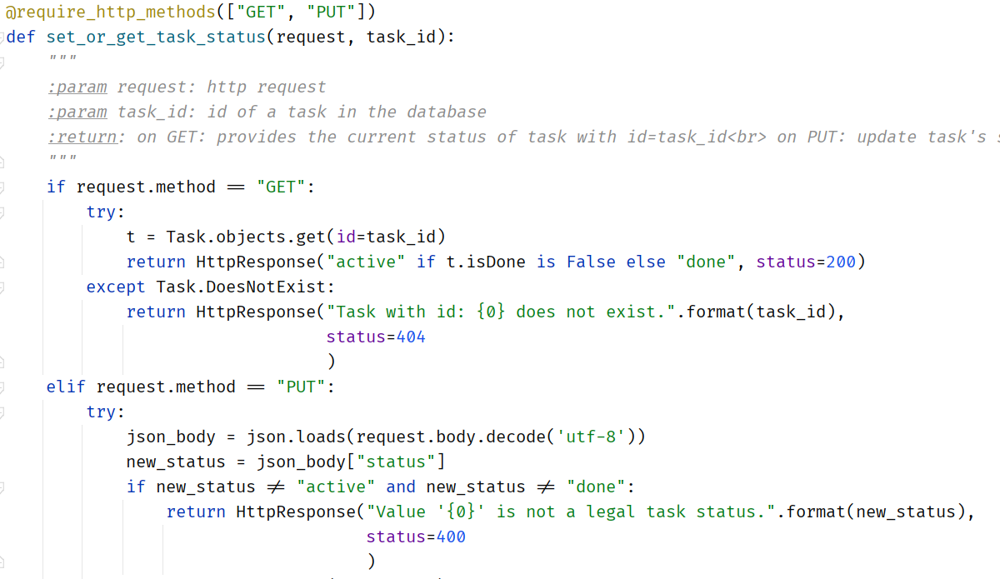 @require_http_methods(["GET", "PUT"])
def set_or_get_task_status(request, task_id):
    """
    :param request: http request
    :param task_id: id of a task in the database
    :return: on GET: provides the current status of task with id=task_id<br> on PUT: update task's
    """
    if request.method == "GET":
        try:
            t = Task.objects.get(id=task_id)
            return HttpResponse("active" if t.isDone is False else "done", status=200)
        except Task.DoesNotExist:
            return HttpResponse("Task with id: {0} does not exist.".format(task_id),
                                status=404
                                )
    elif request.method == "PUT":
        try:
            json_body = json.loads(request.body.decode('utf-8'))
            new_status = json_body["status"]
            if new_status != "active" and new_status != "done":
                return HttpResponse("Value '{0}' is not a legal task status.".format(new_status),
                                    status=400
                                    )